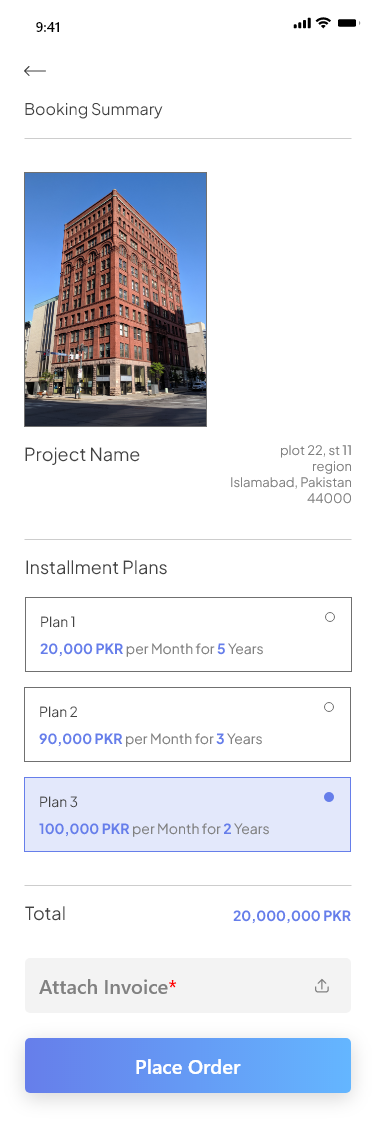 9:41
Booking Summary
Project Name
plot 22, st 11
region
Islamabad, Pakistan
44000
Installment Plans
Plan 1
20,000 PKR per Month for 5 Years
Plan 2
90,000 PKR per Month for 3 Years
Plan 3
100,000 PKR per Month for 2 Years
Total
20,000,000 PKR
Attach Invoice*
Place Order